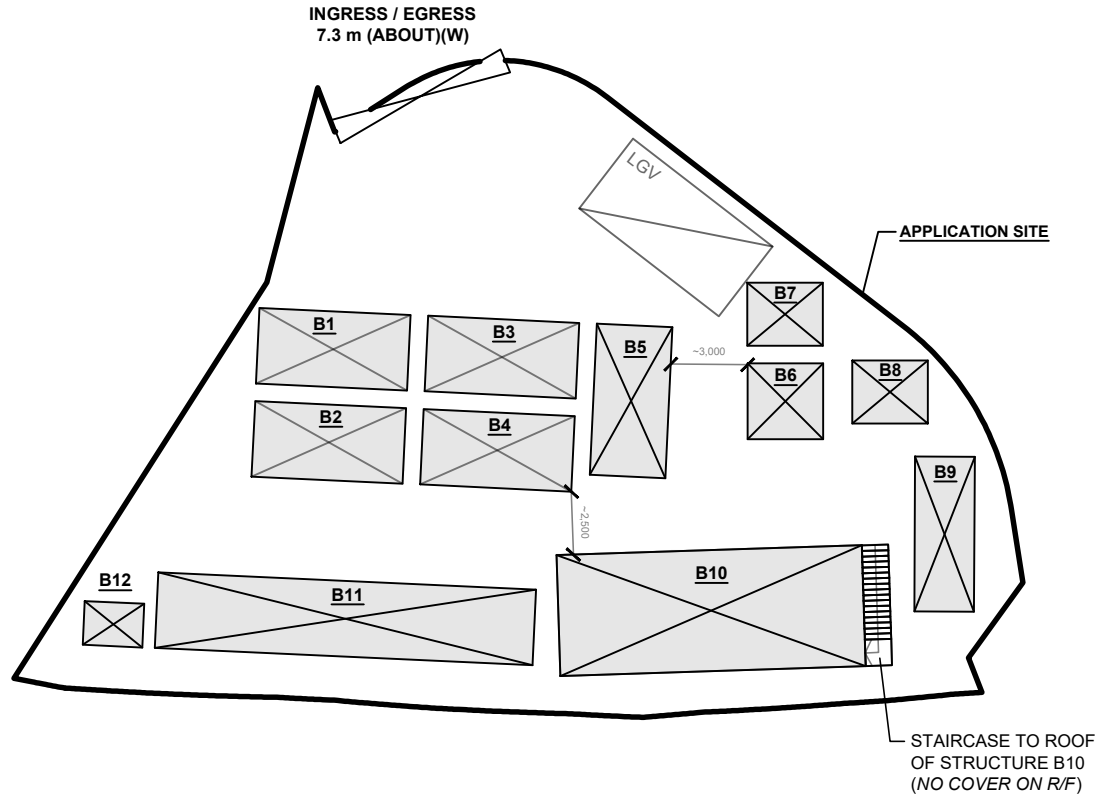 INGRESS / EGRESS
7.3 m (ABOUT)(W)
LGV
APPLICATION SITE
B7
B1
B3
B5
~3,000
B6
B8
B2
B4
B9
~2,500
B10
B12
B11
STAIRCASE TO ROOF
OF STRUCTURE B10
(NO COVER ON R/F)